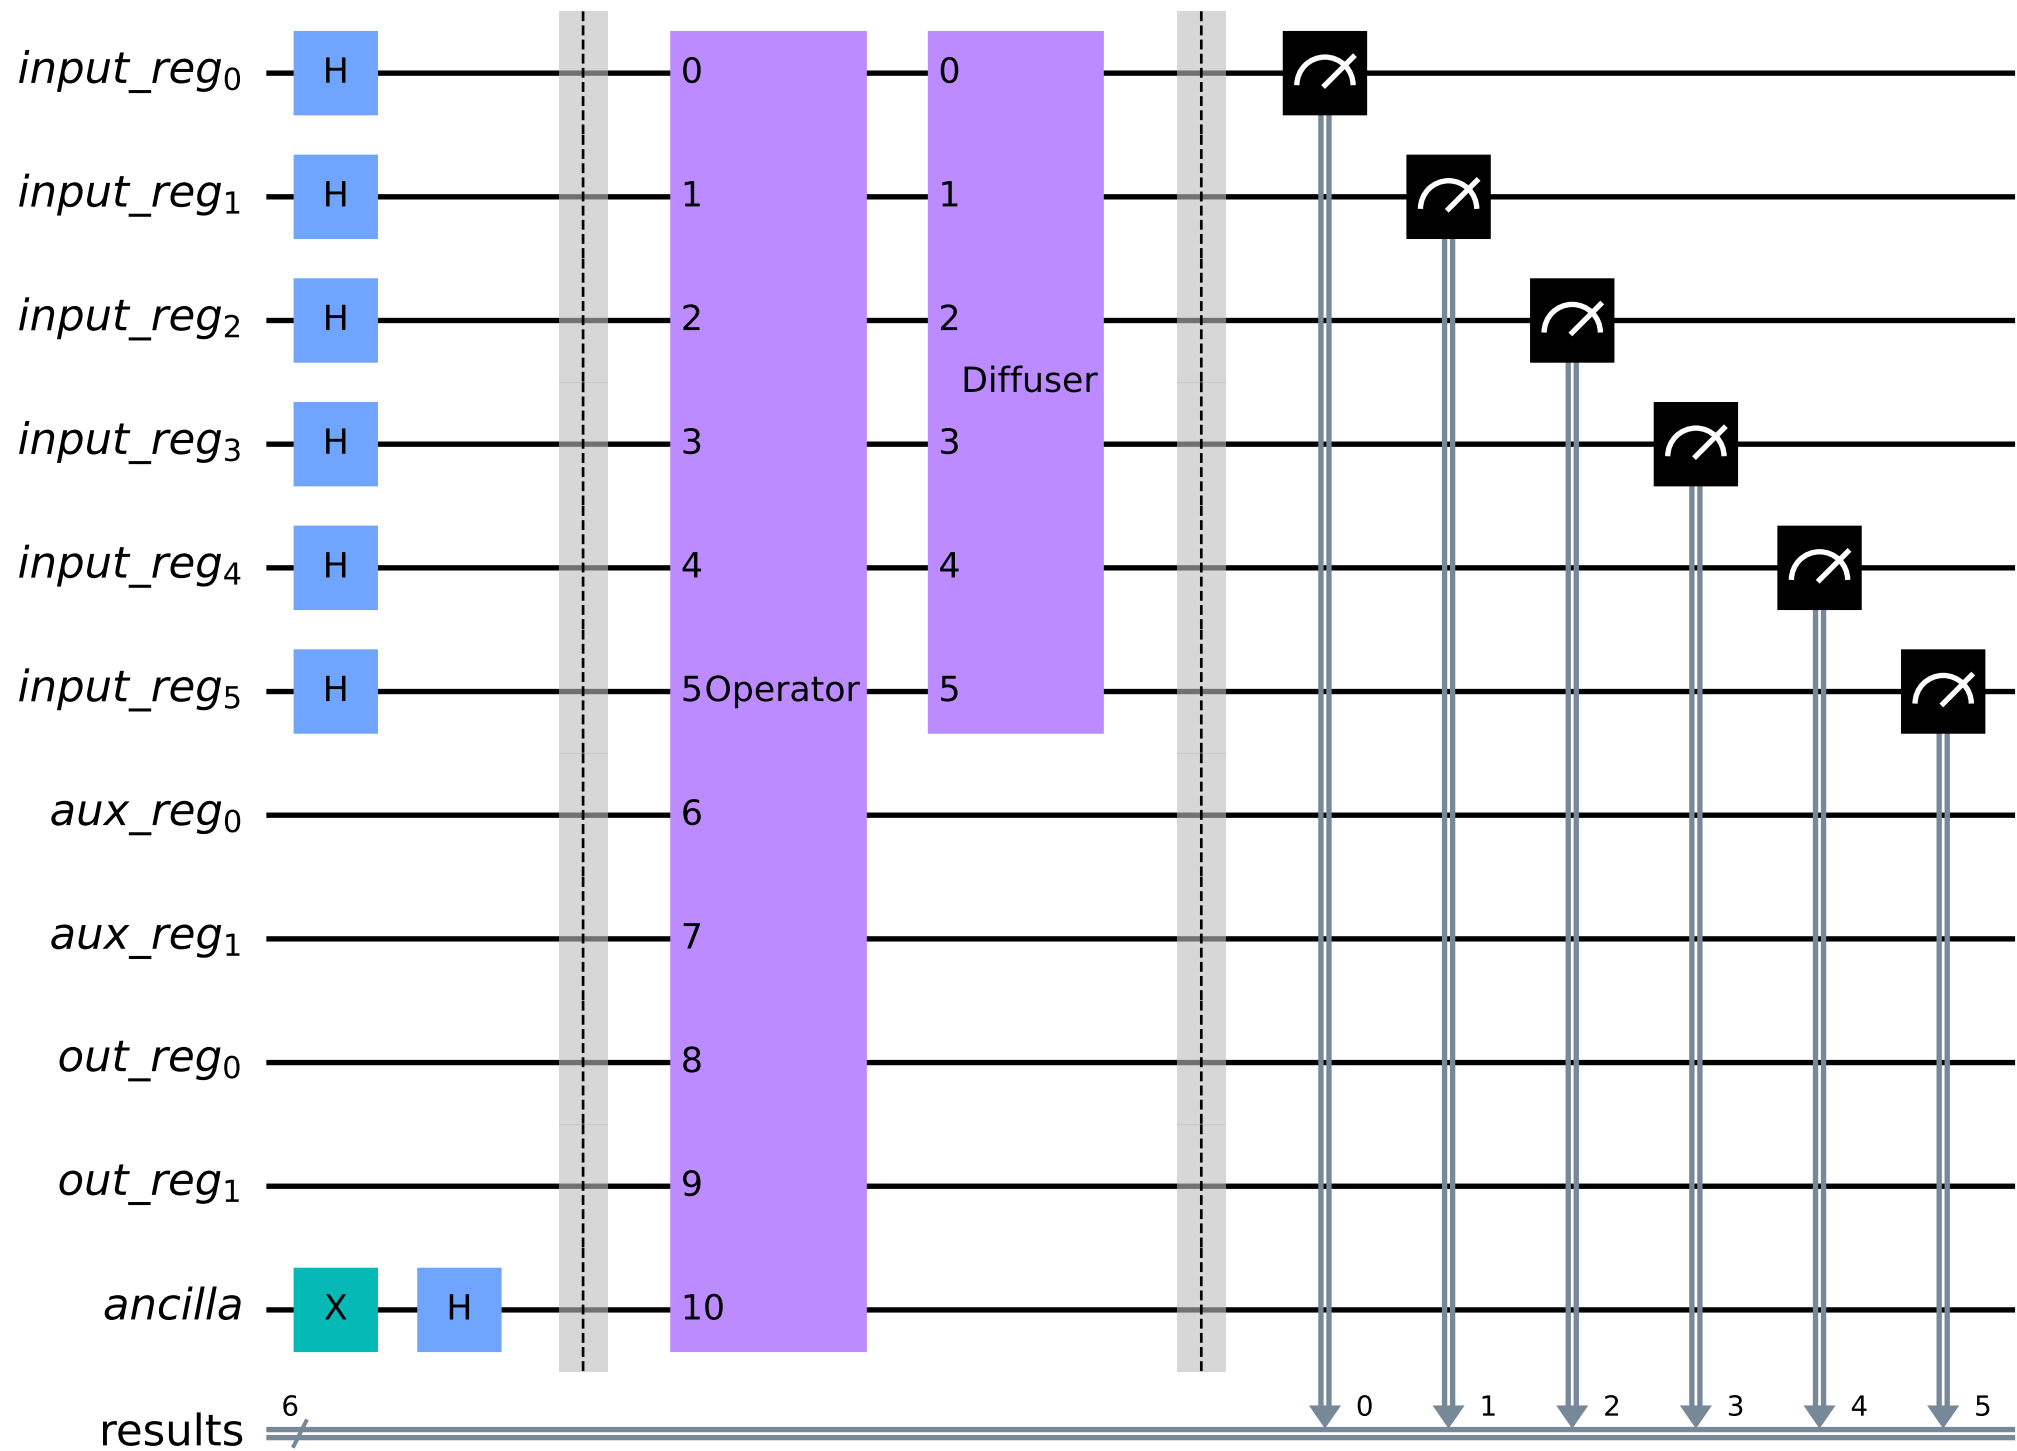 input_reg0 H 0 0
input_reg1 H 1 1
input_reg2 H 2 2
Diffuser
input_reg3 H 3 3
input_reg4 H 4 4
input_reg5 H 5 Operator 5
aux_reg0 6
aux_reg1 7
out_reg0 8
out_reg1 9
ancilla X H 10
6 0 1 2 3 4 5
results